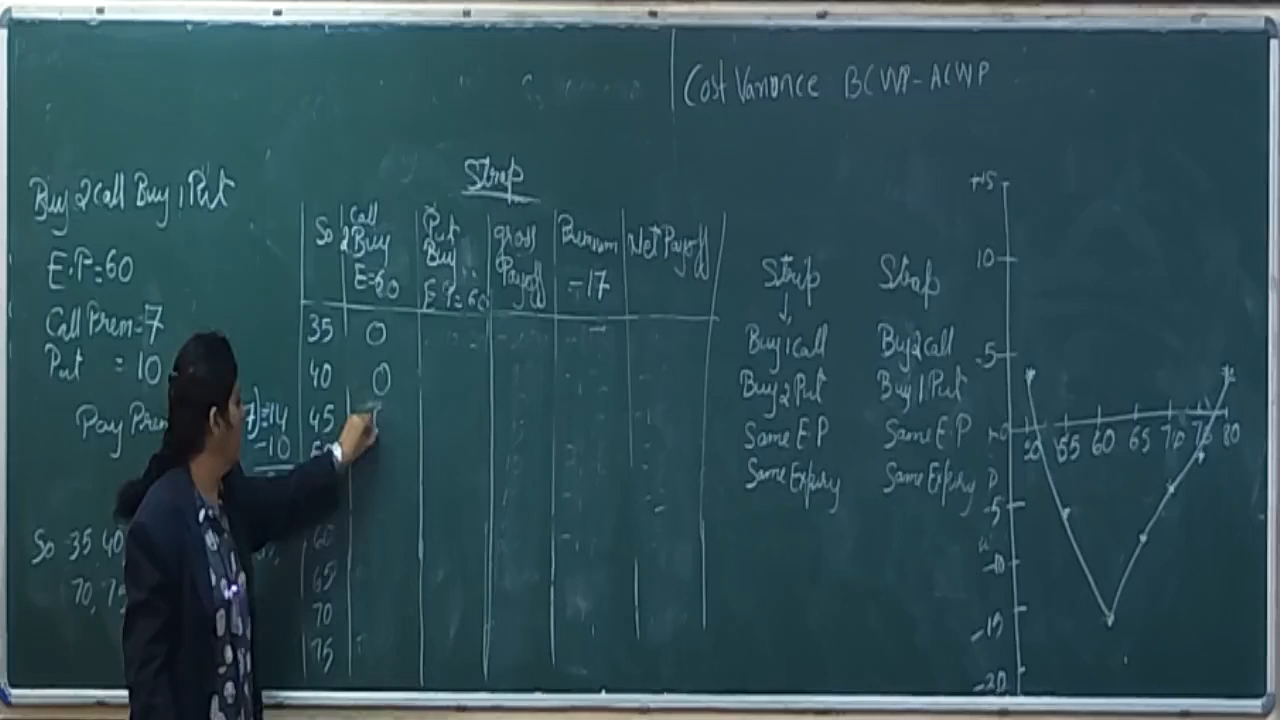 Cost Variance BCWP-ACWP
Strap
Buy 2 Call Buy 1 Put
E.P=60
Call Prem=7
Put = 10
Pay Prem 7)=14
-10
So 35 40
70, 75
So
2 Call Buy E=60
Put Buy E.P=60
Gross Payoff
Premium -17
Net Payoff
35 0
40 0
45
60
65
70
75
Strip Strap
↓
Buy 1 Call Buy 2 Call
Buy 2 Put Buy 1 Put
Same E P Same E P
Same Expiry Same Expiry
+15
10
5
50 55 60 65 70 75 80
-5
-10
-15
-20